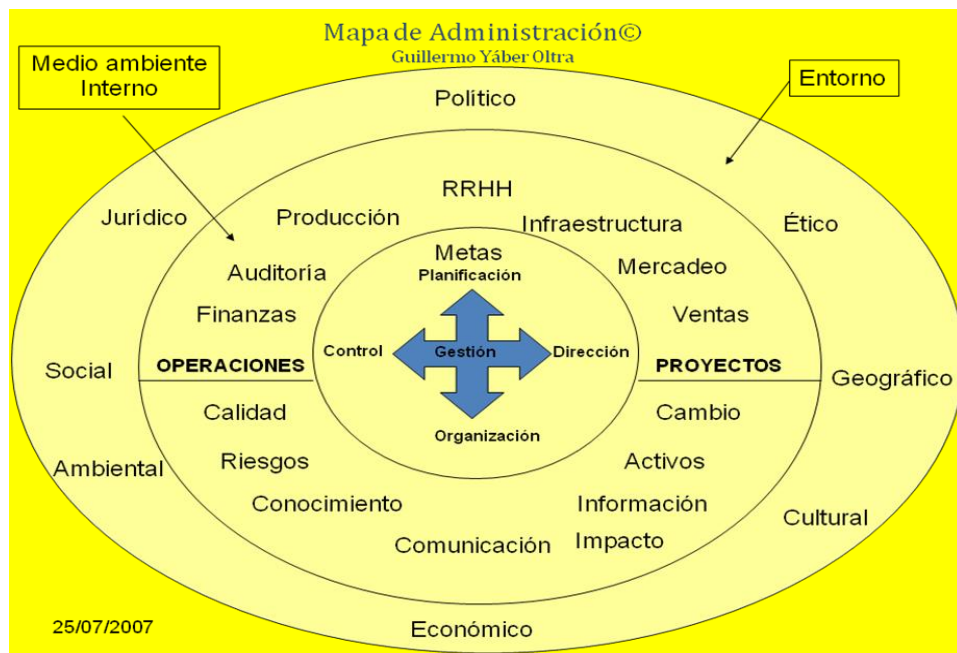 Mapa de Administración©
Guillermo Yáber Oltra
Medio ambiente
Interno
Entorno
Político
RRHH
Jurídico
Producción
Infraestructura
Ético
Metas
Planificación
Auditoría
Mercadeo
Finanzas
Ventas
Control
Gestión
Dirección
OPERACIONES
PROYECTOS
Social
Geográfico
Calidad
Cambio
Organización
Ambiental
Riesgos
Activos
Conocimiento
Información
Cultural
Comunicación
Impacto
25/07/2007
Económico